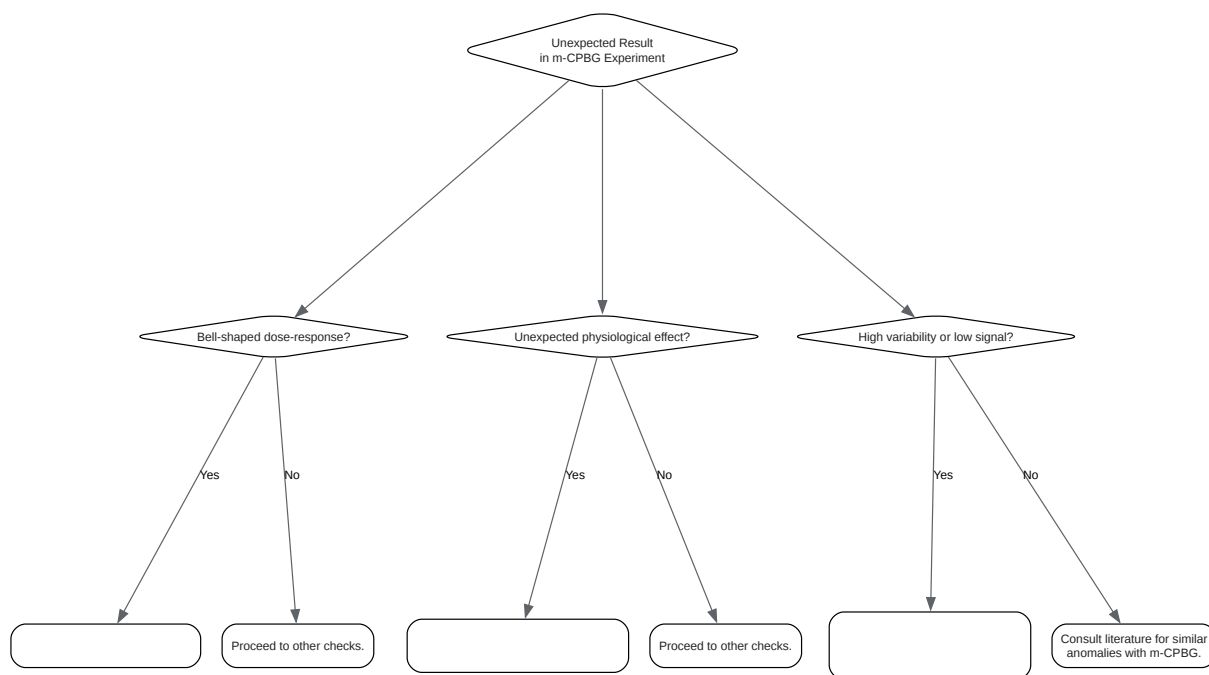 Unexpected Result
in m-CPBG Experiment
Bell-shaped dose-response?
Unexpected physiological effect?
High variability or low signal?
Yes
No
Yes
No
Yes
No
Proceed to other checks.
Proceed to other checks.
Consult literature for similar
anomalies with m-CPBG.